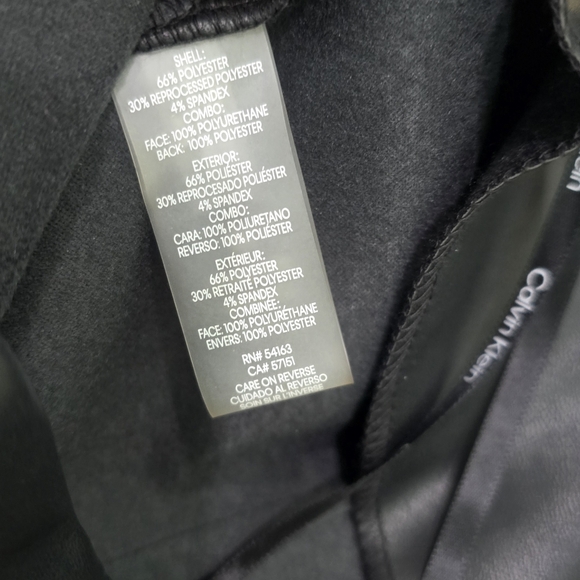 SHELL:
66% POLYESTER
30% REPROCESSED POLYESTER
4% SPANDEX
COMBO:
FACE: 100% POLYURETHANE
BACK: 100% POLYESTER
EXTERIOR:
66% POLIÉSTER
30% REPROCESADO POLIÉSTER
4% SPANDEX
COMBO:
CARA: 100% POLIURETANO
REVERSO: 100% POLIÉSTER
EXTÉRIEUR:
66% POLYESTER
30% RETRAITÉ POLYESTER
4% SPANDEX
COMBINÉE:
FACE: 100% POLYURÉTHANE
ENVERS: 100% POLYESTER
RN# 54163
CA# 57151
CARE ON REVERSE
CUIDADO AL REVERSO
SOIN SUR L'INVERSE
Calvin Klein